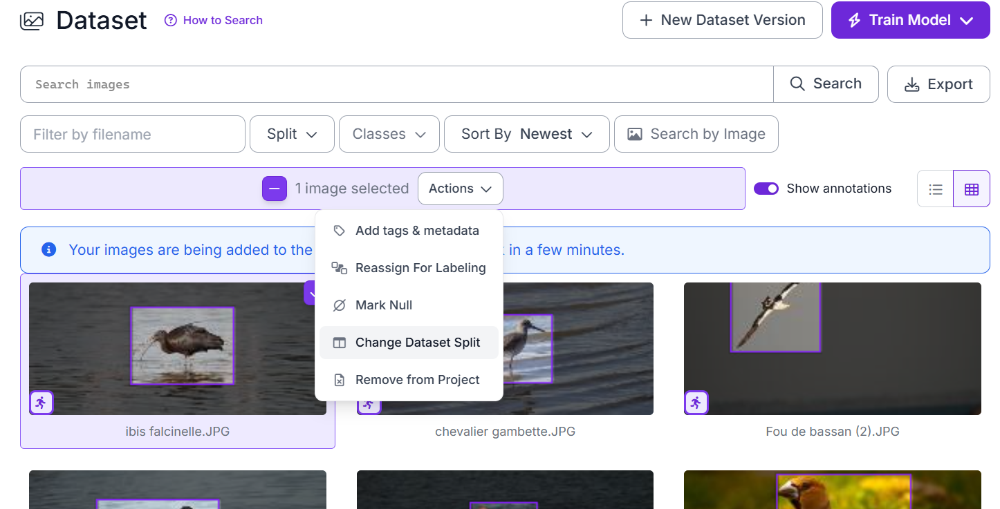 Dataset
How to Search
New Dataset Version
Train Model
Search images
Search
Export
Filter by filename
Split
Classes
Sort By Newest
Search by Image
1 image selected
Actions
Show annotations
Add tags & metadata
Your images are being added to the
in a few minutes.
Reassign For Labeling
Mark Null
Change Dataset Split
Remove from Project
ibis falcinelle.JPG
chevalier gambette.JPG
Fou de bassan (2).JPG